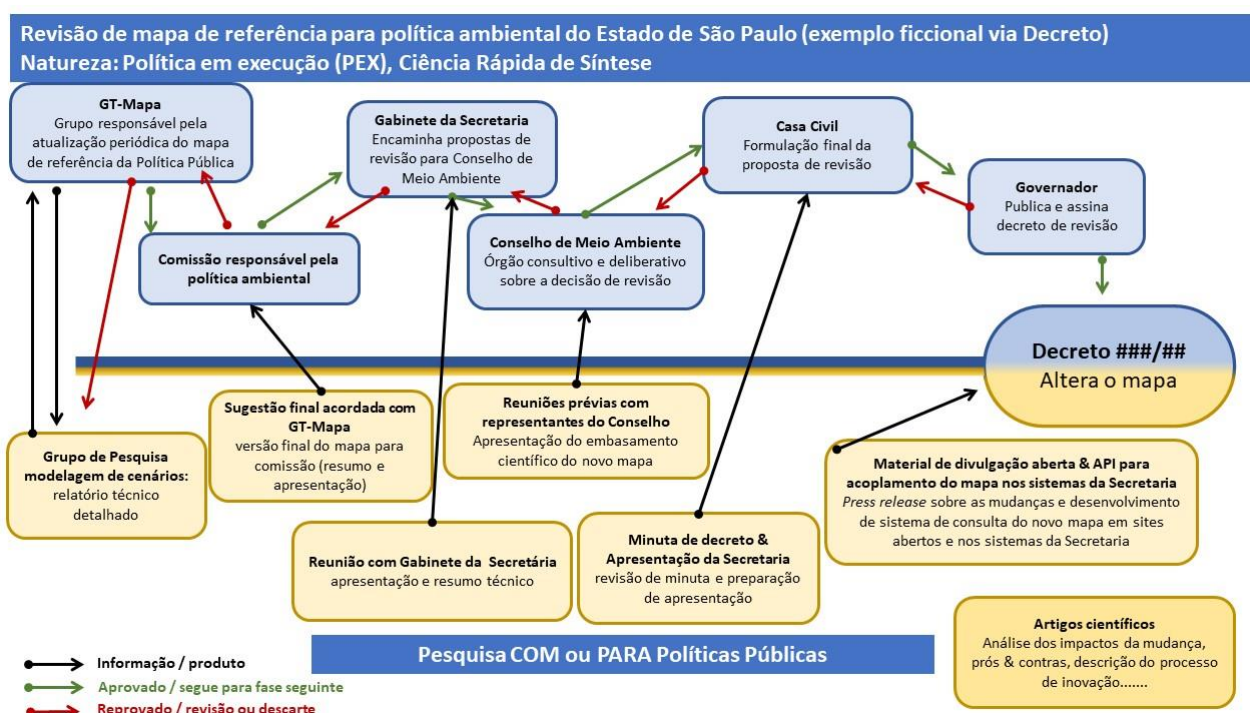 Revisão de mapa de referência para política ambiental do Estado de São Paulo (exemplo ficcional via Decreto)
Natureza: Política em execução (PEX), Ciência Rápida de Síntese
GT-Mapa
Grupo responsável pela
atualização periódica do mapa
de referência da Política Pública
Gabinete da Secretaria
Encaminha propostas de
revisão para Conselho de
Meio Ambiente
Casa Civil
Formulação final da
proposta de revisão
Governador
Publica e assina
decreto de revisão
Comissão responsável pela
política ambiental
Conselho de Meio Ambiente
Órgão consultivo e deliberativo
sobre a decisão de revisão
Decreto ###/##
Altera o mapa
Grupo de Pesquisa
modelagem de cenários:
relatório técnico
detalhado
Sugestão final acordada com
GT-Mapa
versão final do mapa para
comissão (resumo e
apresentação)
Reuniões prévias com
representantes do Conselho
Apresentação do embasamento
científico do novo mapa
Material de divulgação aberta & API para
acoplamento do mapa nos sistemas da Secretaria
Press release sobre as mudanças e desenvolvimento
de sistema de consulta do novo mapa em sites
abertos e nos sistemas da Secretaria
Reunião com Gabinete da Secretária
apresentação e resumo técnico
Minuta de decreto &
Apresentação da Secretaria
revisão de minuta e preparação
de apresentação
Artigos científicos
Análise dos impactos da mudança,
prós & contras, descrição do processo
de inovação.......
Pesquisa COM ou PARA Políticas Públicas
Informação / produto
Aprovado / segue para fase seguinte
Reprovado / revisão ou descarte